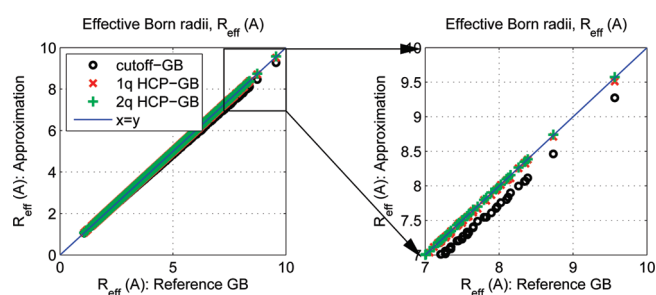 Effective Born radii, R_eff (A)
10
8
6
4
2
0
0
5
10
cutoff-GB
1q HCP-GB
2q HCP-GB
x=y
R_eff (A): Approximation
R_eff (A): Reference GB
Effective Born radii, R_eff (A)
10
9.5
9
8.5
8
7.5
7
7
8
9
10
R_eff (A): Approximation
R_eff (A): Reference GB